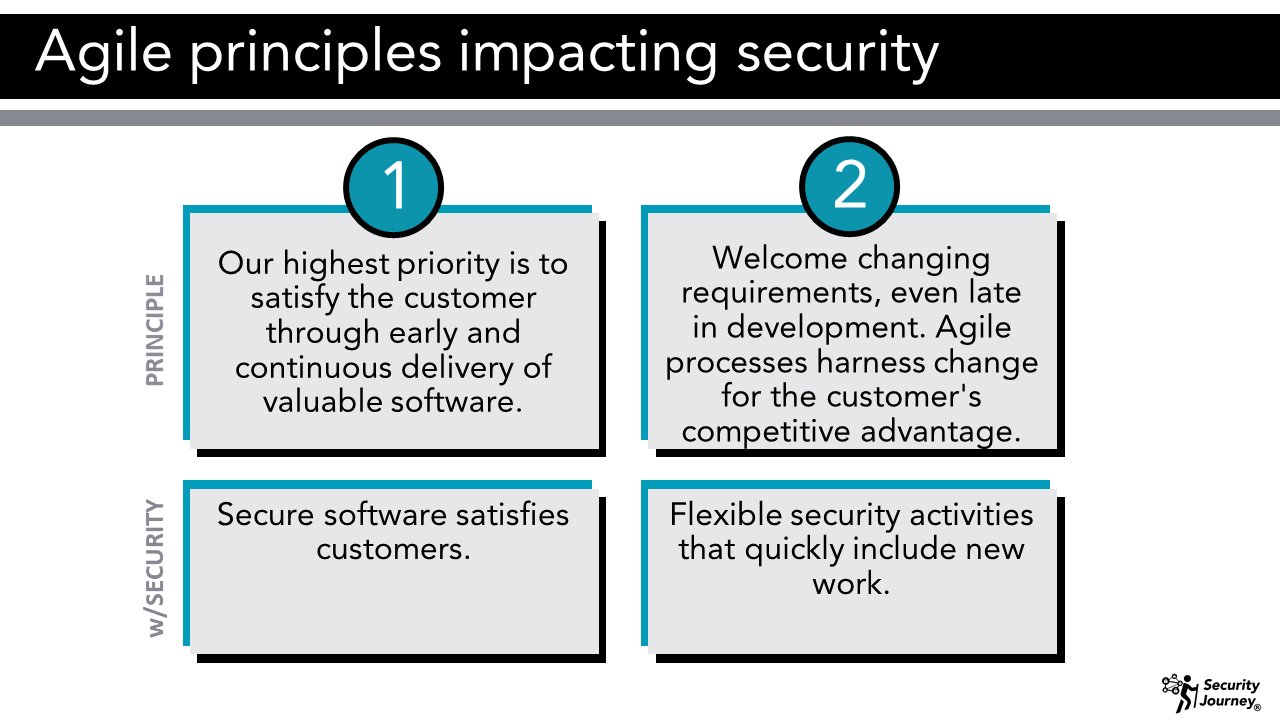 Agile principles impacting security
1
2
PRINCIPLE
Our highest priority is to
satisfy the customer
through early and
continuous delivery of
valuable software.
Welcome changing
requirements, even late
in development. Agile
processes harness change
for the customer's
competitive advantage.
w/SECURITY
Secure software satisfies
customers.
Flexible security activities
that quickly include new
work.
Security
Journey®